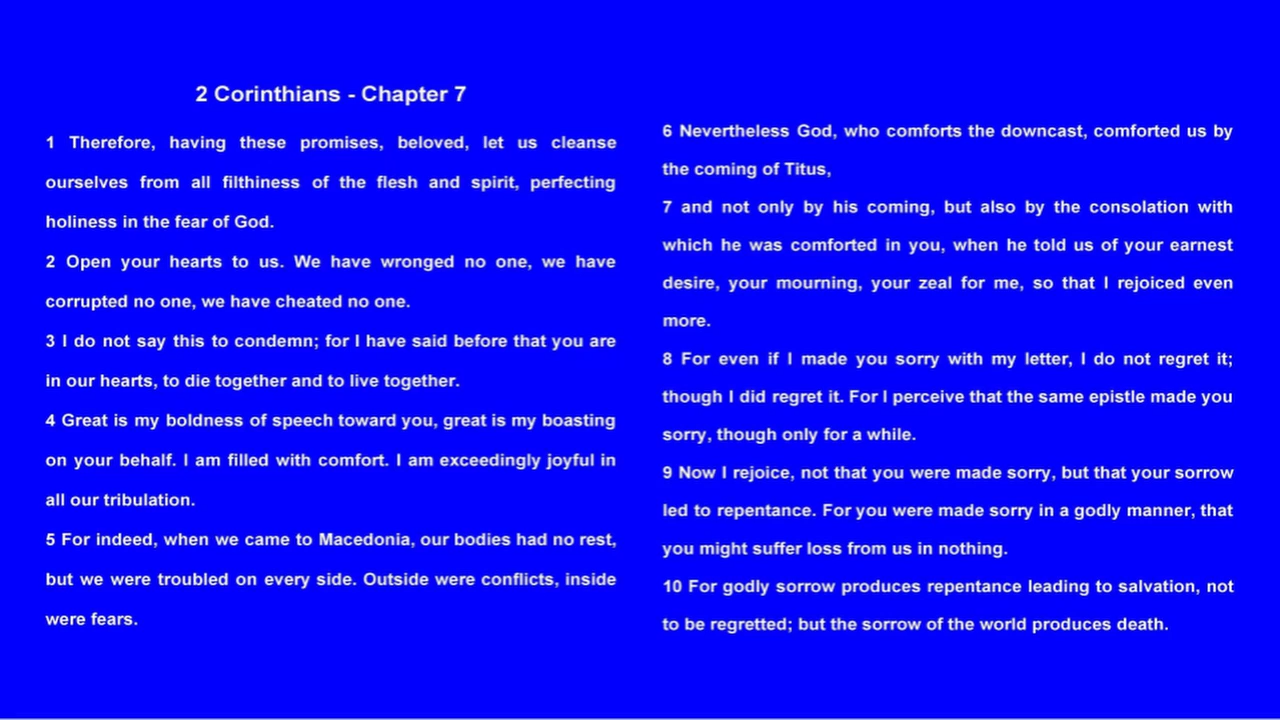 2 Corinthians - Chapter 7
1 Therefore, having these promises, beloved, let us cleanse
ourselves from all filthiness of the flesh and spirit, perfecting
holiness in the fear of God.
2 Open your hearts to us. We have wronged no one, we have
corrupted no one, we have cheated no one.
3 I do not say this to condemn; for I have said before that you are
in our hearts, to die together and to live together.
4 Great is my boldness of speech toward you, great is my boasting
on your behalf. I am filled with comfort. I am exceedingly joyful in
all our tribulation.
5 For indeed, when we came to Macedonia, our bodies had no rest,
but we were troubled on every side. Outside were conflicts, inside
were fears.
6 Nevertheless God, who comforts the downcast, comforted us by
the coming of Titus,
7 and not only by his coming, but also by the consolation with
which he was comforted in you, when he told us of your earnest
desire, your mourning, your zeal for me, so that I rejoiced even
more.
8 For even if I made you sorry with my letter, I do not regret it;
though I did regret it. For I perceive that the same epistle made you
sorry, though only for a while.
9 Now I rejoice, not that you were made sorry, but that your sorrow
led to repentance. For you were made sorry in a godly manner, that
you might suffer loss from us in nothing.
10 For godly sorrow produces repentance leading to salvation, not
to be regretted; but the sorrow of the world produces death.